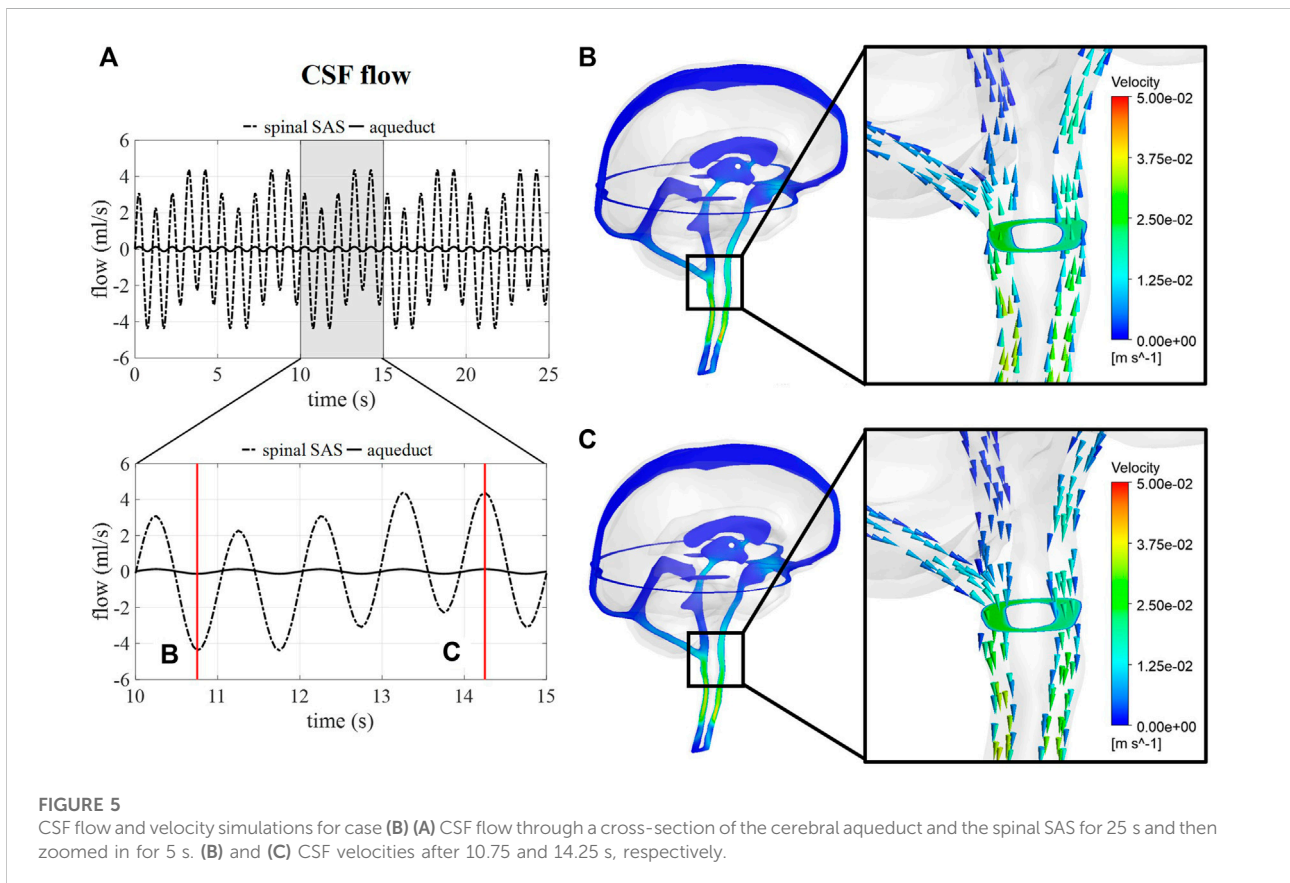 A
CSF flow
spinal SAS aqueduct
6
4
2
0
-2
-4
-6
flow (ml/s)
0 5 10 15 20 25
time (s)
spinal SAS aqueduct
6
4
2
0
-2
-4
-6
flow (ml/s)
B
C
10 11 12 13 14 15
time (s)
B
Velocity
5.00e-02
3.75e-02
2.50e-02
1.25e-02
0.00e+00
[m s^-1]
C
Velocity
5.00e-02
3.75e-02
2.50e-02
1.25e-02
0.00e+00
[m s^-1]
FIGURE 5
CSF flow and velocity simulations for case (B) (A) CSF flow through a cross-section of the cerebral aqueduct and the spinal SAS for 25 s and then
zoomed in for 5 s. (B) and (C) CSF velocities after 10.75 and 14.25 s, respectively.